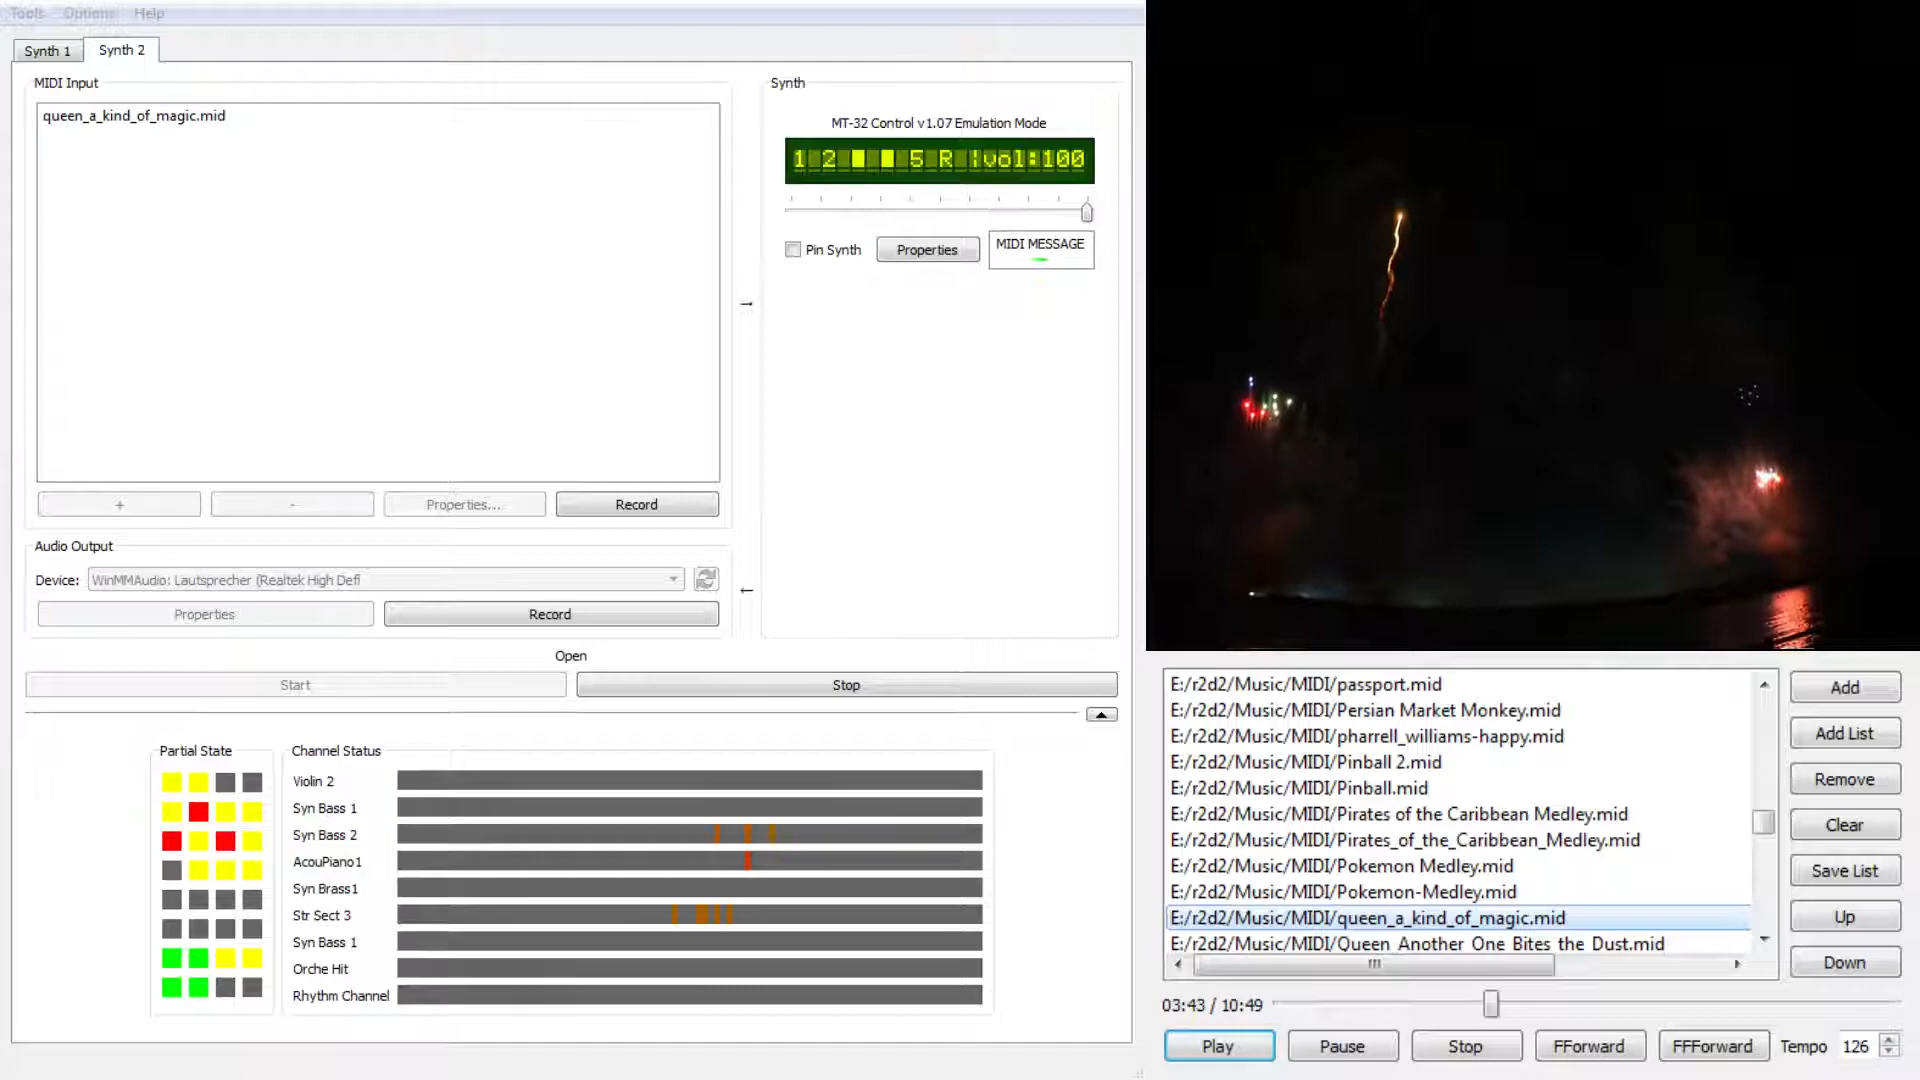 Tools Options Help
Synth 1 Synth 2
MIDI Input
queen_a_kind_of_magic.mid
+ - Properties... Record
Audio Output
Device: WinMMAudio: Lautsprecher (Realtek High Defi
Properties Record
Synth
MT-32 Control v1.07 Emulation Mode
1 2 5 R |vol:100
Pin Synth Properties MIDI MESSAGE
Open
Start Stop
Partial State
Channel Status
Violin 2
Syn Bass 1
Syn Bass 2
AcouPiano1
Syn Brass1
Str Sect 3
Syn Bass 1
Orche Hit
Rhythm Channel
E:/r2d2/Music/MIDI/passport.mid
E:/r2d2/Music/MIDI/Persian Market Monkey.mid
E:/r2d2/Music/MIDI/pharrell_williams-happy.mid
E:/r2d2/Music/MIDI/Pinball 2.mid
E:/r2d2/Music/MIDI/Pinball.mid
E:/r2d2/Music/MIDI/Pirates of the Caribbean Medley.mid
E:/r2d2/Music/MIDI/Pirates_of_the_Caribbean_Medley.mid
E:/r2d2/Music/MIDI/Pokemon Medley.mid
E:/r2d2/Music/MIDI/Pokemon-Medley.mid
E:/r2d2/Music/MIDI/queen_a_kind_of_magic.mid
E:/r2d2/Music/MIDI/Queen Another One Bites the Dust.mid
Add
Add List
Remove
Clear
Save List
Up
Down
03:43 / 10:49
Play Pause Stop FForward FFForward Tempo 126